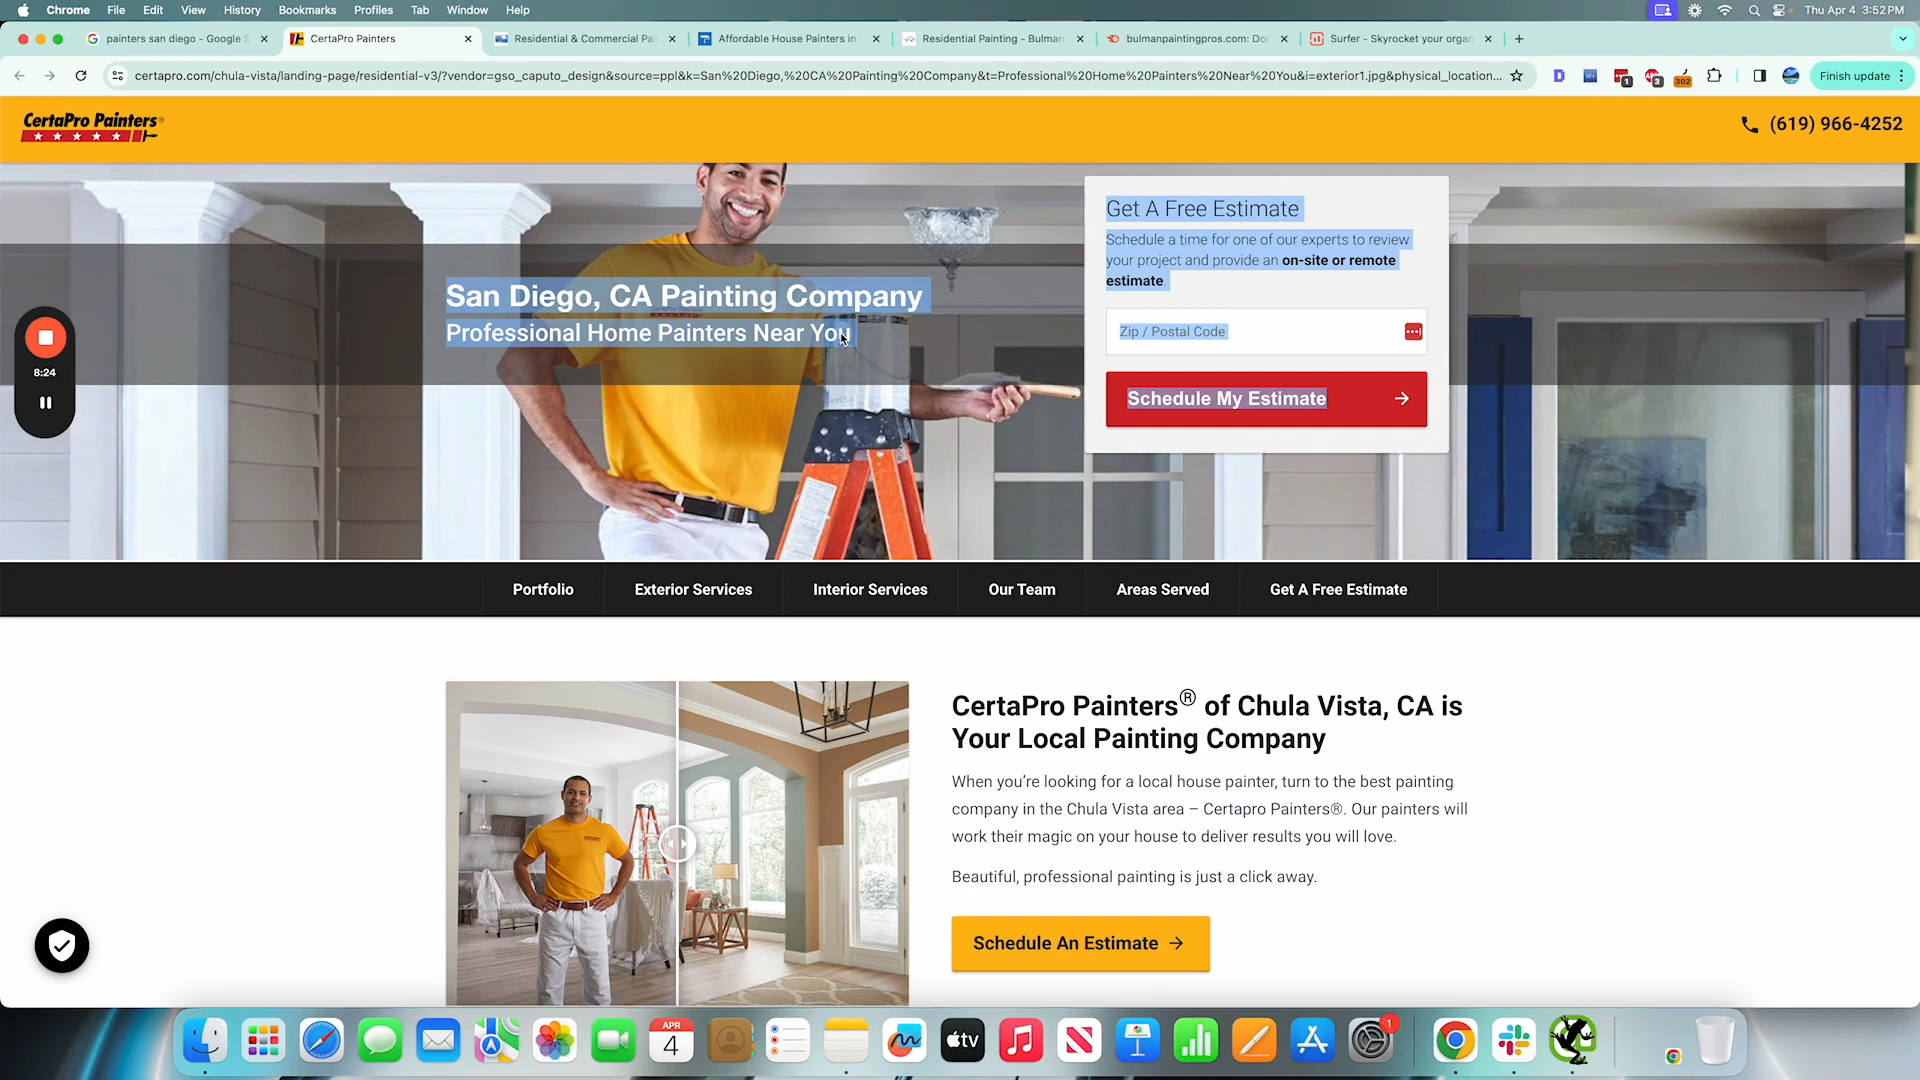 Chrome File Edit View History Bookmarks Profiles Tab Window Help Thu Apr 4 3:52 PM
painters san diego - Google S CertaPro Painters Residential & Commercial Pai Affordable House Painters in Residential Painting - Bulman bulmanpaintingpros.com: Do Surfer - Skyrocket your organ
certapro.com/chula-vista/landing-page/residential-v3/?vendor=gso_caputo_design&source=ppl&k=San%20Diego,%20CA%20Painting%20Company&t=Professional%20Home%20Painters%20Near%20You&i=exterior1.jpg&physical_location... 1 3 302 Finish update
CertaPro Painters®
(619) 966-4252
Get A Free Estimate
Schedule a time for one of our experts to review
your project and provide an on-site or remote
estimate.
San Diego, CA Painting Company
Professional Home Painters Near You
Zip / Postal Code
Schedule My Estimate
8:24
Portfolio Exterior Services Interior Services Our Team Areas Served Get A Free Estimate
CertaPro Painters® of Chula Vista, CA is
Your Local Painting Company
When you’re looking for a local house painter, turn to the best painting
company in the Chula Vista area – Certapro Painters®. Our painters will
work their magic on your house to deliver results you will love.
Beautiful, professional painting is just a click away.
Schedule An Estimate
APR
4
tv
1